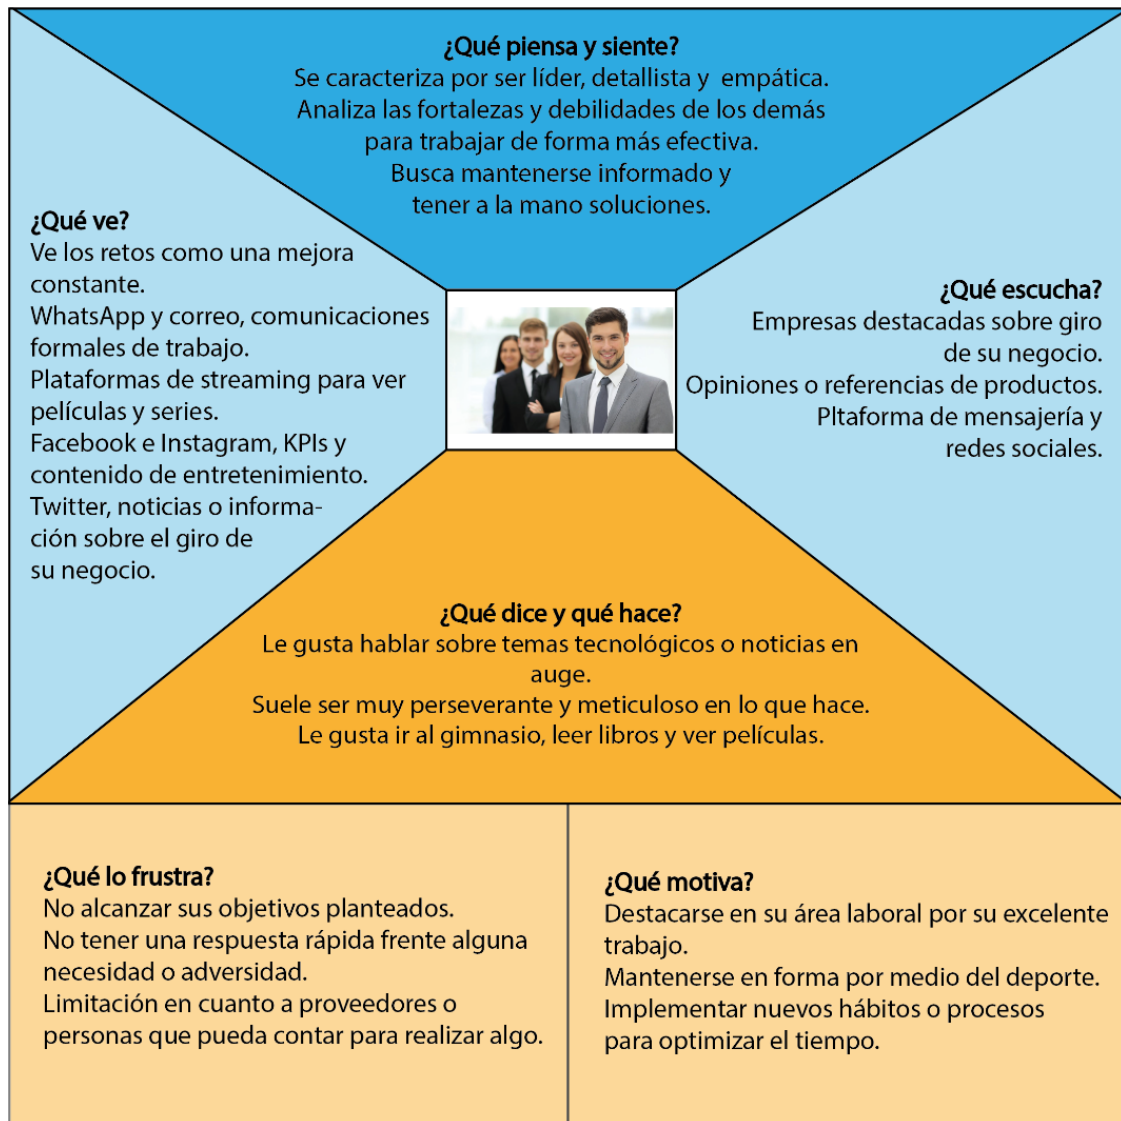 ¿Qué piensa y siente?
Se caracteriza por ser líder, detallista y empática.
Analiza las fortalezas y debilidades de los demás
para trabajar de forma más efectiva.
Busca mantenerse informado y
tener a la mano soluciones.
¿Qué ve?
Ve los retos como una mejora
constante.
WhatsApp y correo, comunicaciones
formales de trabajo.
Plataformas de streaming para ver
películas y series.
Facebook e Instagram, KPIs y
contenido de entretenimiento.
Twitter, noticias o informa-
ción sobre el giro de
su negocio.
¿Qué escucha?
Empresas destacadas sobre giro
de su negocio.
Opiniones o referencias de productos.
Pltaforma de mensajería y
redes sociales.
¿Qué dice y qué hace?
Le gusta hablar sobre temas tecnológicos o noticias en
auge.
Suele ser muy perseverante y meticuloso en lo que hace.
Le gusta ir al gimnasio, leer libros y ver películas.
¿Qué lo frustra?
No alcanzar sus objetivos planteados.
No tener una respuesta rápida frente alguna
necesidad o adversidad.
Limitación en cuanto a proveedores o
personas que pueda contar para realizar algo.
¿Qué motiva?
Destacarse en su área laboral por su excelente
trabajo.
Mantenerse en forma por medio del deporte.
Implementar nuevos hábitos o procesos
para optimizar el tiempo.